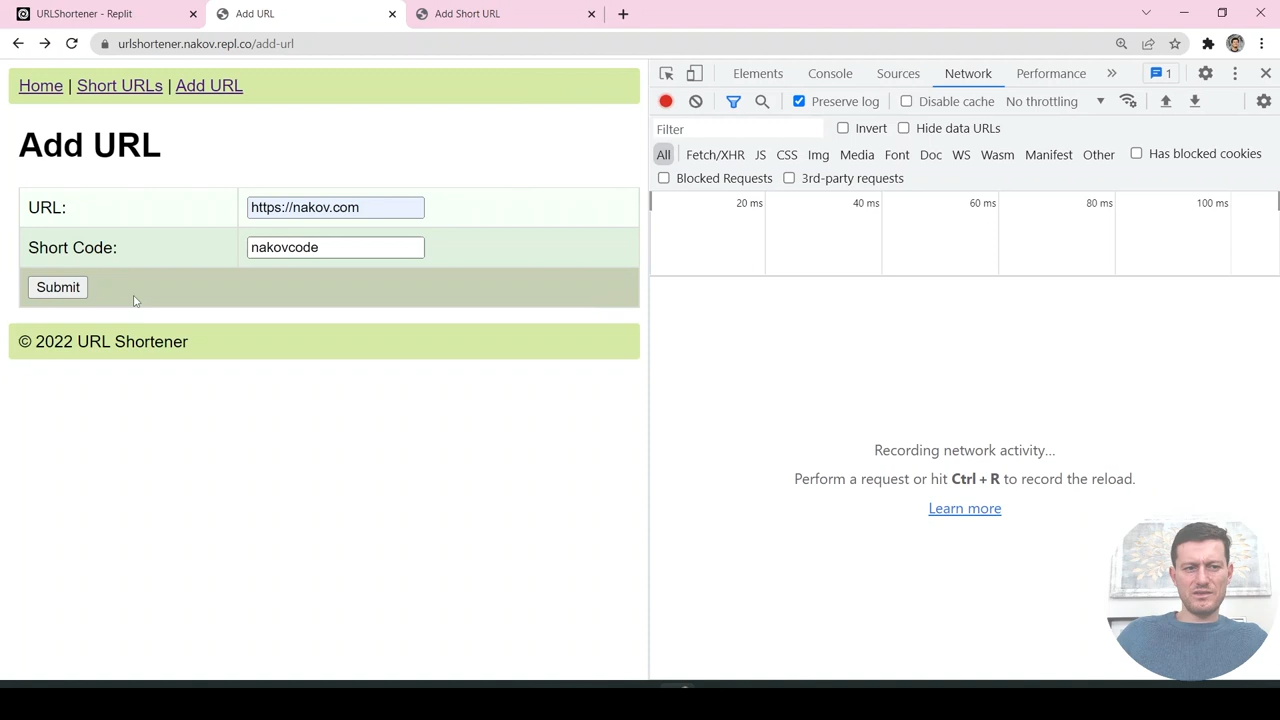 URLShortener - Replit
Add URL
Add Short URL
urlshortener.nakov.repl.co/add-url
Home | Short URLs | Add URL
Add URL
URL:
https://nakov.com
Short Code:
nakovcode
Submit
© 2022 URL Shortener
Elements
Console
Sources
Network
Performance
1
Preserve log
Disable cache
No throttling
Filter
Invert
Hide data URLs
All
Fetch/XHR
JS
CSS
Img
Media
Font
Doc
WS
Wasm
Manifest
Other
Has blocked cookies
Blocked Requests
3rd-party requests
20 ms
40 ms
60 ms
80 ms
100 ms
Recording network activity…
Perform a request or hit Ctrl + R to record the reload.
Learn more